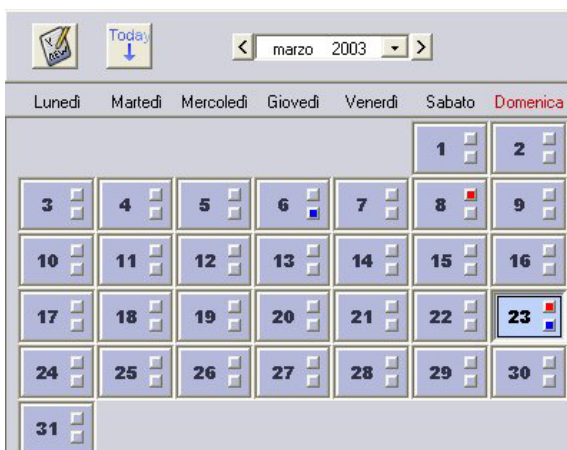 Y NEW
Today
< marzo 2003 >
Lunedì Martedì Mercoledì Giovedì Venerdì Sabato Domenica
1 2
3 4 5 6 7 8 9
10 11 12 13 14 15 16
17 18 19 20 21 22 23
24 25 26 27 28 29 30
31